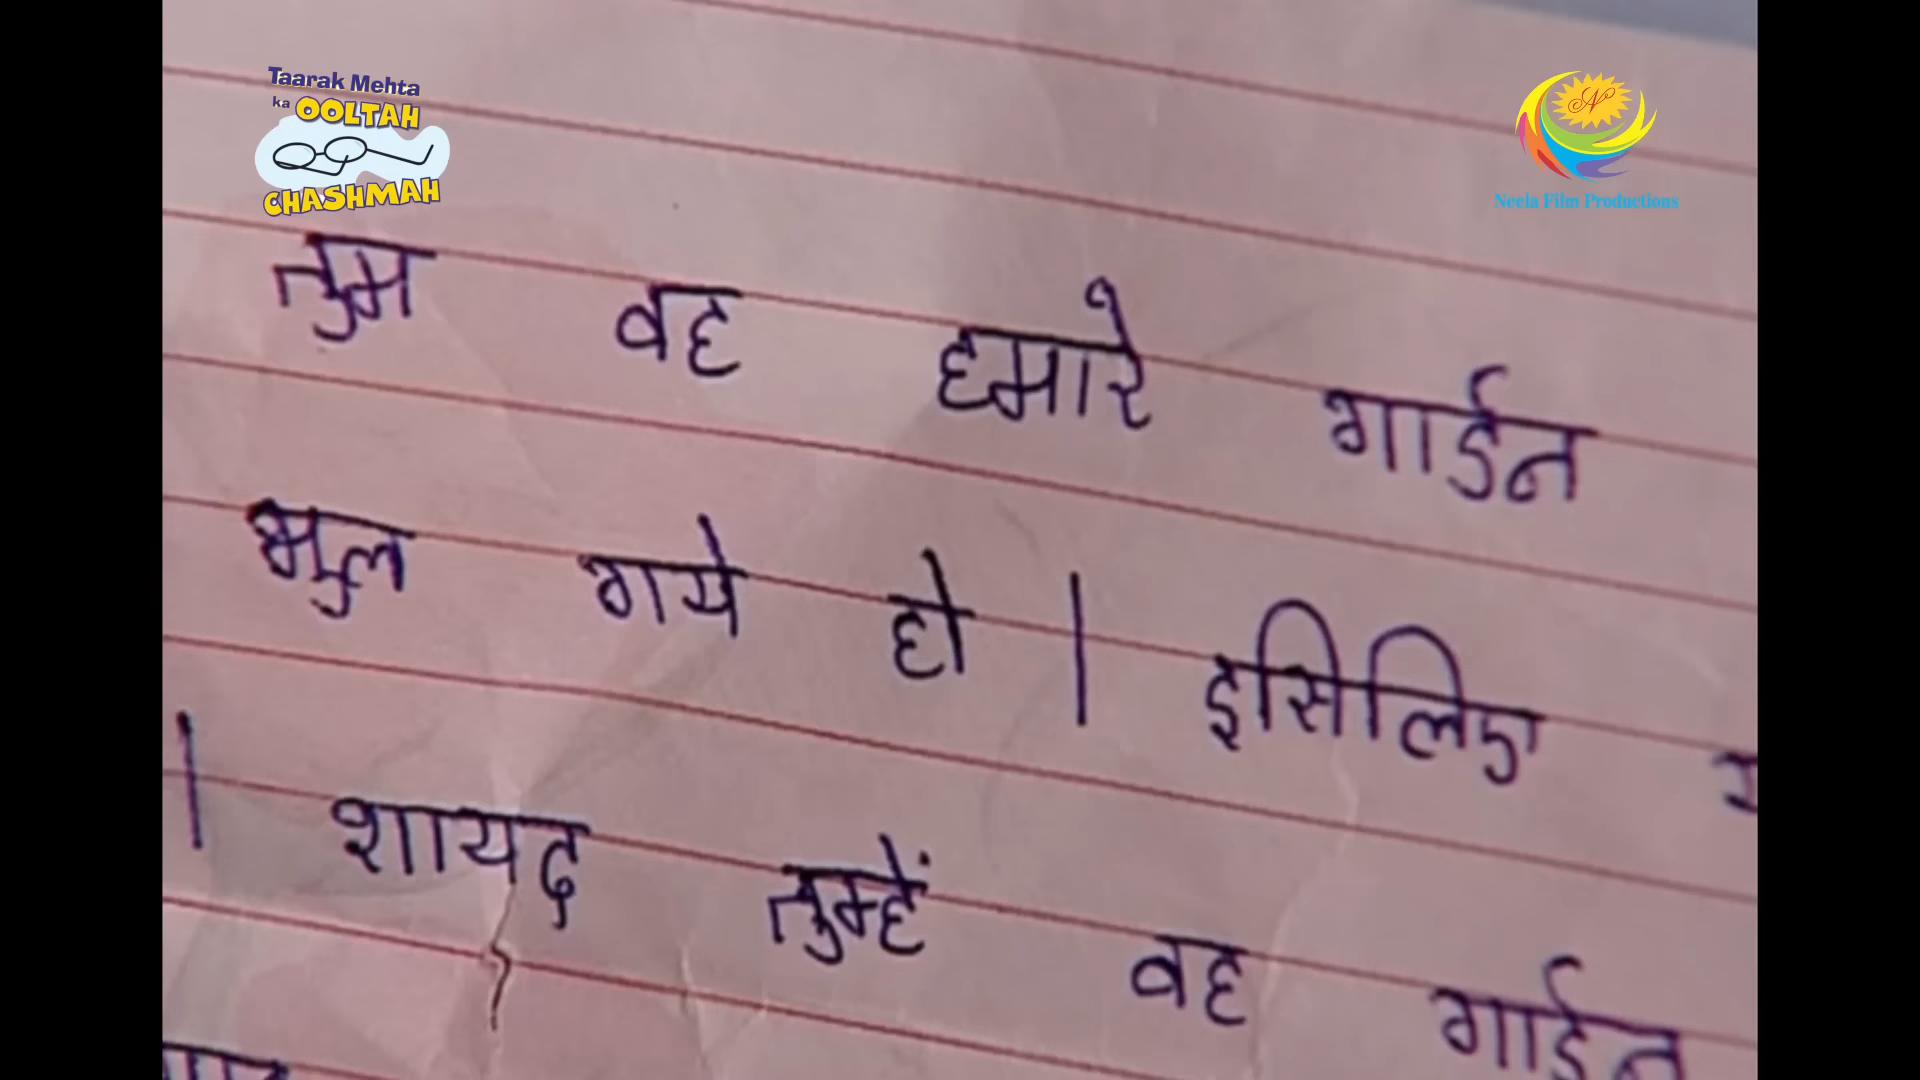 Taarak Mehta
ka OOLTAH
CHASHMAH
Neela Film Productions
तुम वह हमारे गार्डन
भुल गये हो | इसिलिए
| शायद तुम्हें वह गार्डन